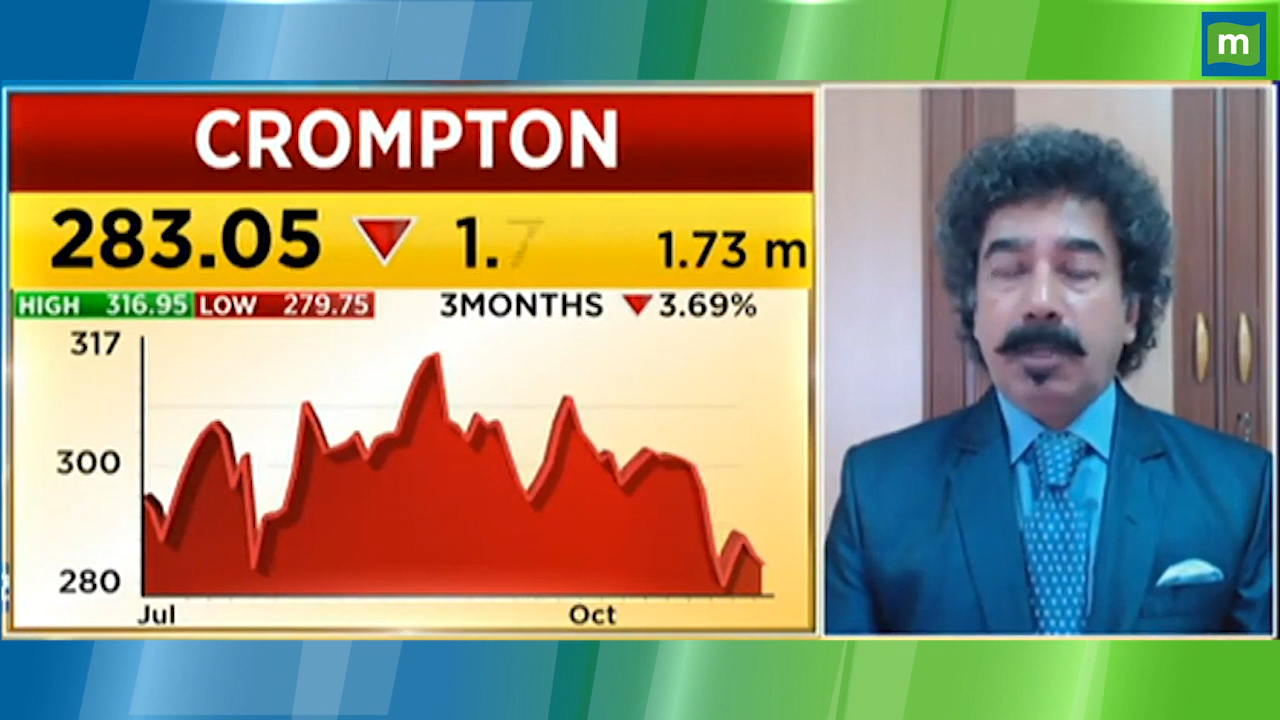 m
CROMPTON
283.05 ▼ 1. 1.73 m
HIGH 316.95 LOW 279.75 3MONTHS ▼ 3.69%
317
300
280
Jul Oct